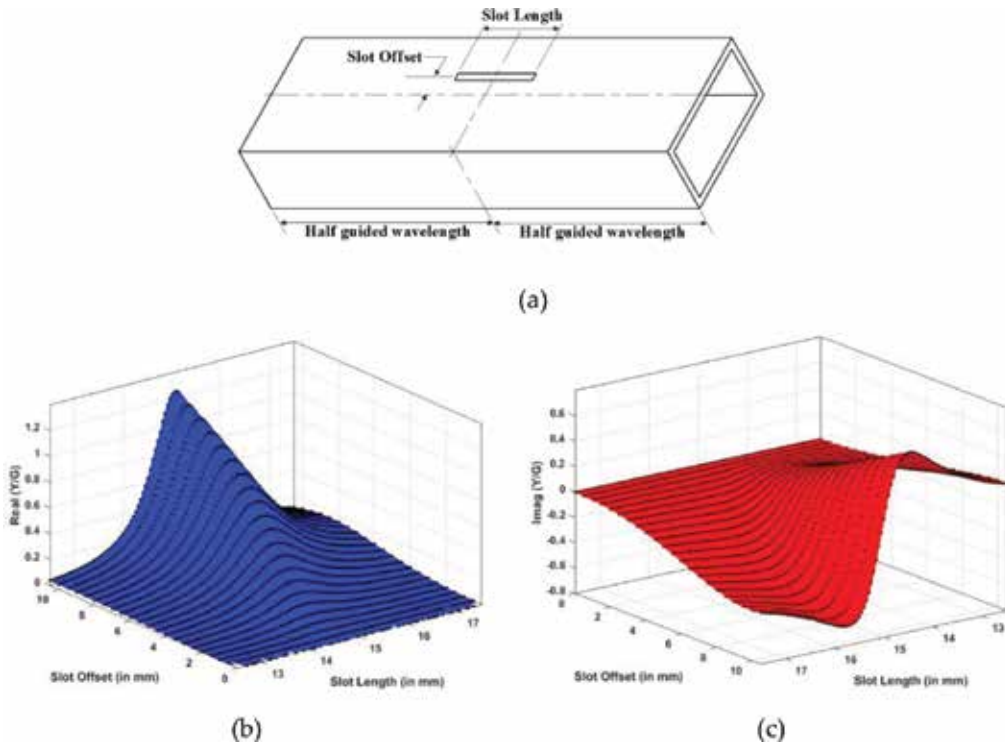 Slot Length
Slot Offset
Half guided wavelength
Half guided wavelength
(a)
1.2
1
0.8
0.6
0.4
0.2
0
Real (Y/G)
10
8
6
4
2
0
Slot Offset (in mm)
13
14
15
16
17
Slot Length (in mm)
(b)
0.6
0.4
0.2
0
-0.2
-0.4
-0.6
-0.8
Imag (Y/G)
0
2
4
6
8
10
Slot Offset (in mm)
17
16
15
14
13
Slot Length (in mm)
(c)